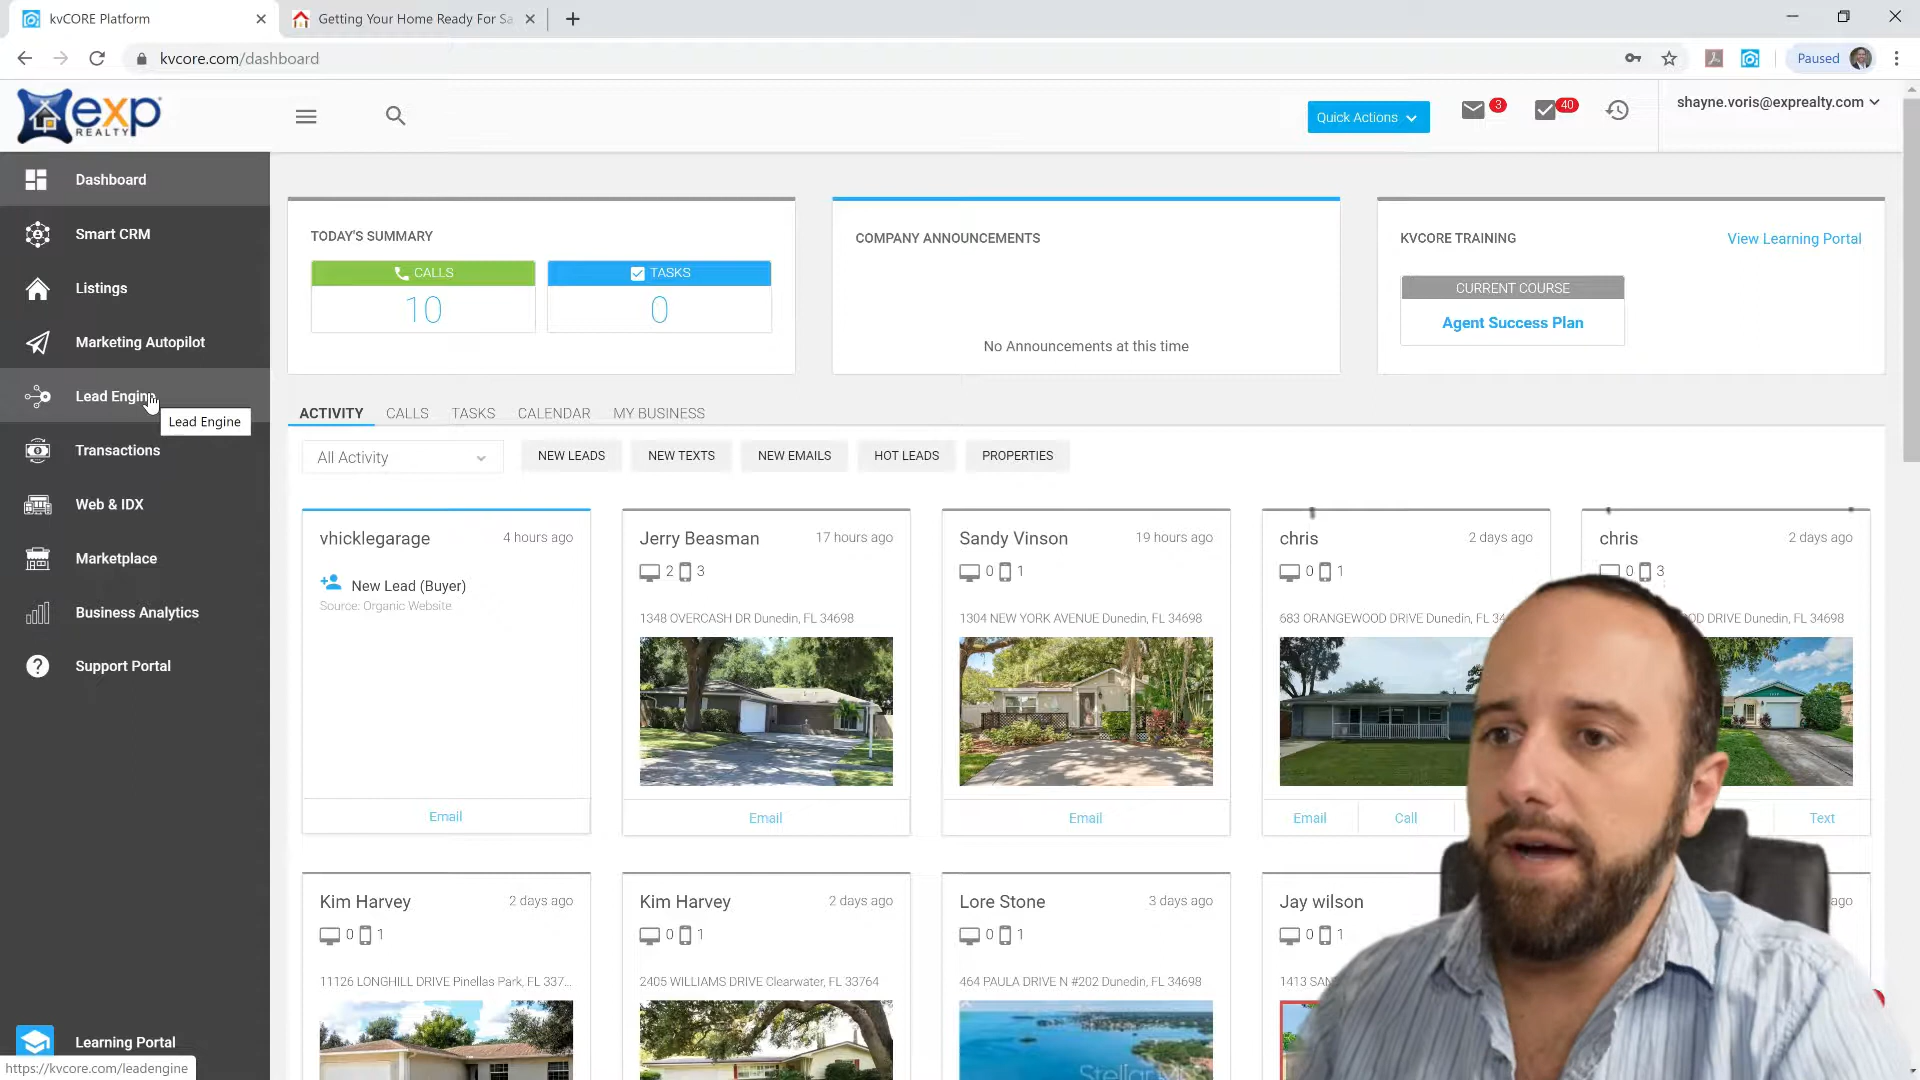 kvCORE Platform
Getting Your Home Ready For Sa
kvcore.com/dashboard
Paused
exp
REALTY
Quick Actions
3
40
shayne.voris@exprealty.com
Dashboard
Smart CRM
Listings
Marketing Autopilot
Lead Engin
Lead Engine
Transactions
Web & IDX
Marketplace
Business Analytics
Support Portal
Learning Portal
https://kvcore.com/leadengine
TODAY'S SUMMARY
CALLS
10
TASKS
0
COMPANY ANNOUNCEMENTS
No Announcements at this time
KVCORE TRAINING
View Learning Portal
CURRENT COURSE
Agent Success Plan
ACTIVITY CALLS TASKS CALENDAR MY BUSINESS
All Activity
NEW LEADS NEW TEXTS NEW EMAILS HOT LEADS PROPERTIES
vhicklegarage 4 hours ago
New Lead (Buyer)
Source: Organic Website
Email
Jerry Beasman 17 hours ago
2 3
1348 OVERCASH DR Dunedin, FL 34698
Email
Sandy Vinson 19 hours ago
0 1
1304 NEW YORK AVENUE Dunedin, FL 34698
Email
chris 2 days ago
0 1
683 ORANGEWOOD DRIVE Dunedin, FL 34
Email Call
chris 2 days ago
0 3
OD DRIVE Dunedin, FL 34698
Text
Kim Harvey 2 days ago
0 1
11126 LONGHILL DRIVE Pinellas Park, FL 337...
Kim Harvey 2 days ago
0 1
2405 WILLIAMS DRIVE Clearwater, FL 33764
Lore Stone 3 days ago
0 1
464 PAULA DRIVE N #202 Dunedin, FL 34698
Jay wilson
0 1
1413 SAN
ago